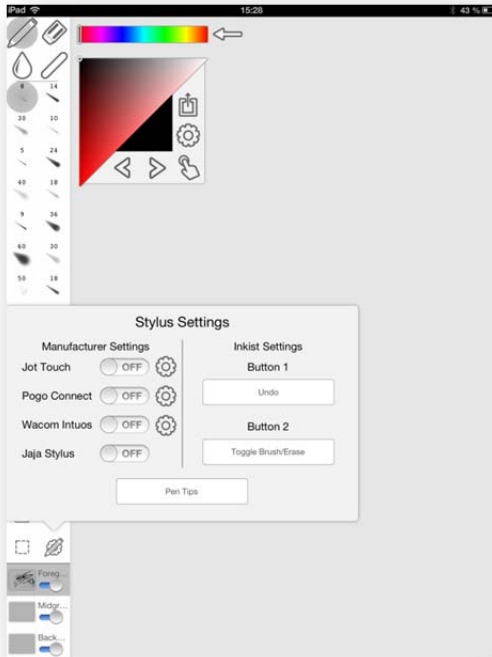 iPad 15:28 43 %
8 14
20 10
5 24
40 18
9 36
60 30
50 18
Stylus Settings
Manufacturer Settings
Jot Touch OFF
Pogo Connect OFF
Wacom Intuos OFF
Jaja Stylus OFF
Inkist Settings
Button 1
Undo
Button 2
Toggle Brush/Erase
Pen Tips
Foreg...
Midgr...
Back...